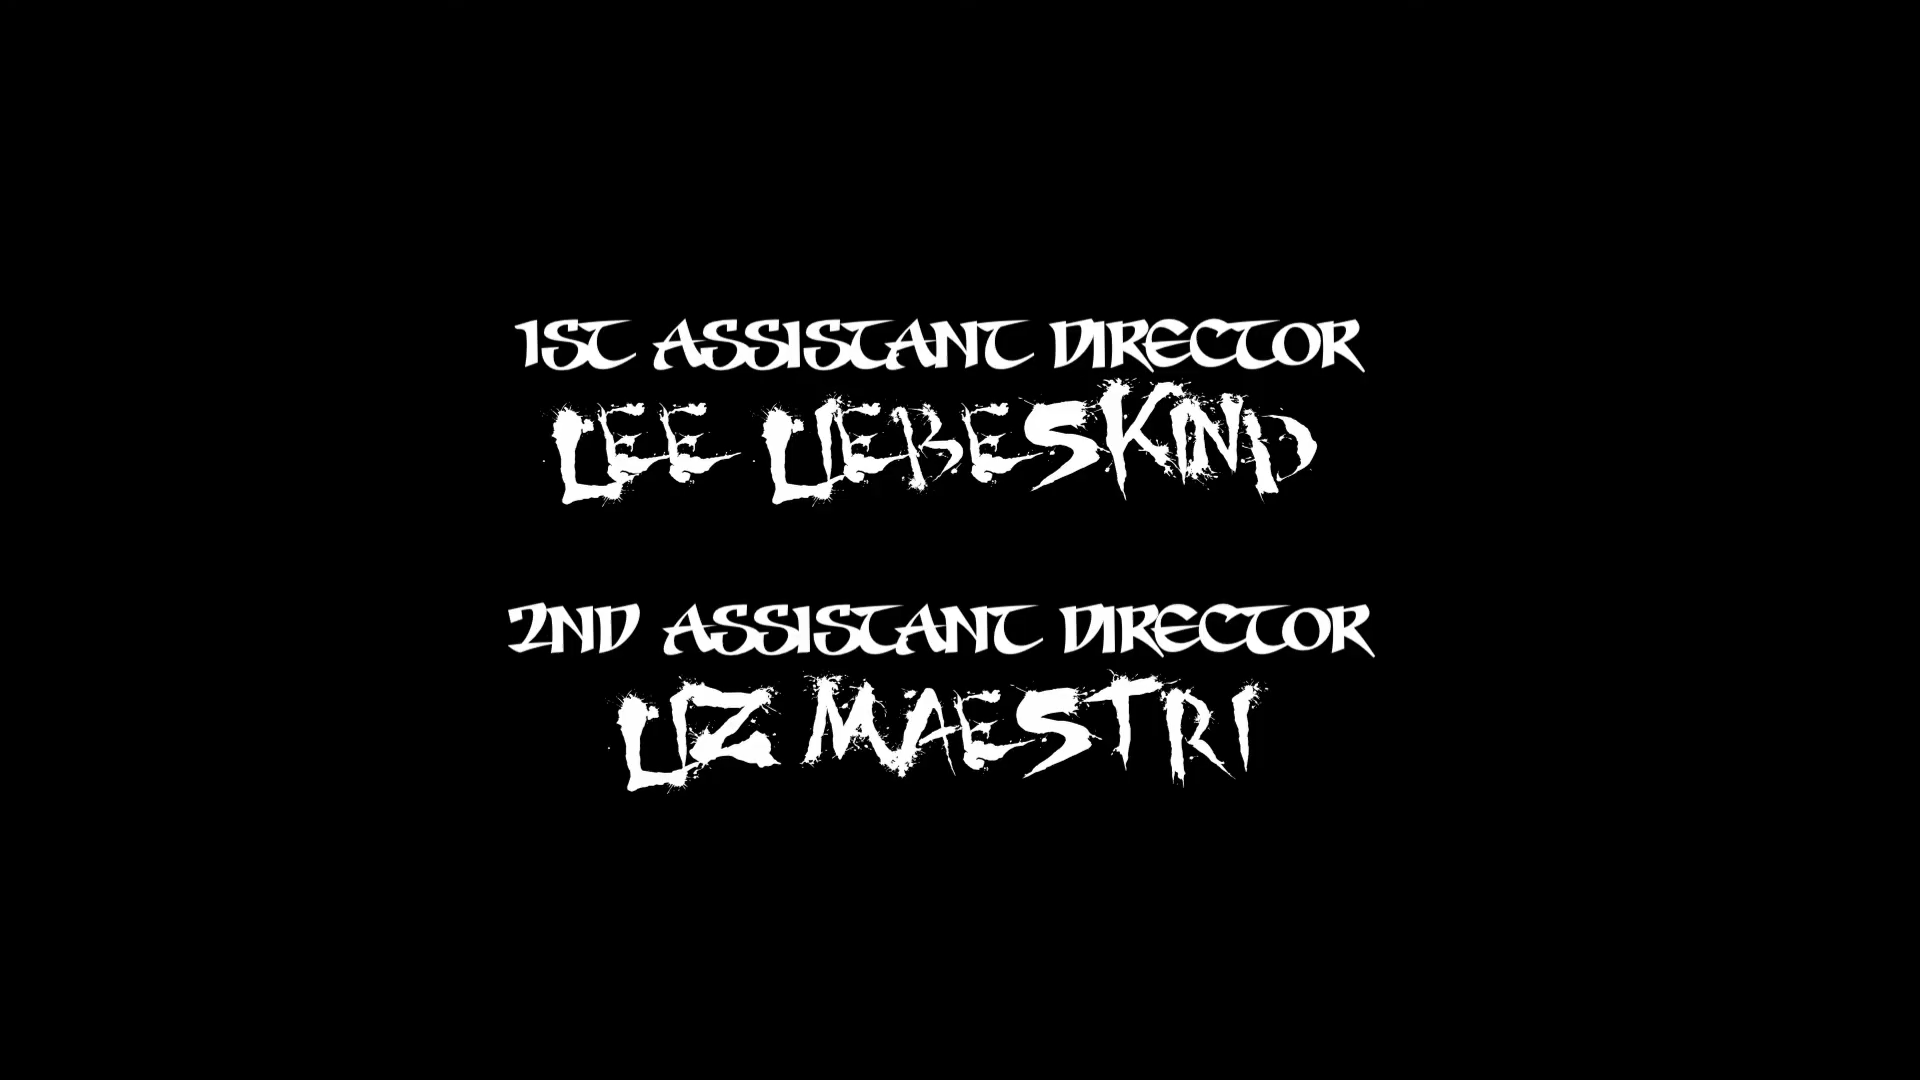 1ST ASSISTANT DIRECTOR
LEE LIEBESKIND
2ND ASSISTANT DIRECTOR
LIZ MAESTRI